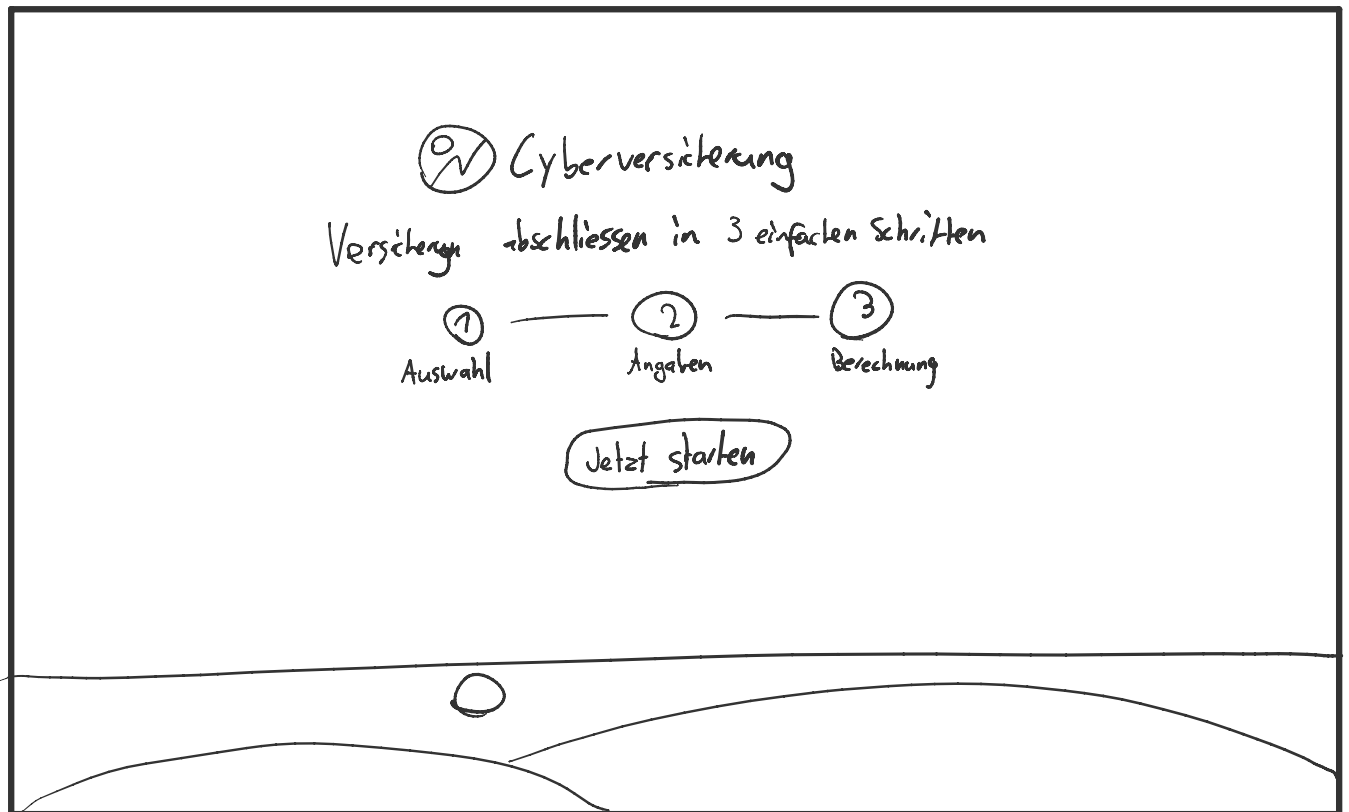 Cyberversicherung
Versicherung abschliessen in 3 einfachen Schritten
1 2 3
Auswahl Angaben Berechnung
Jetzt starten